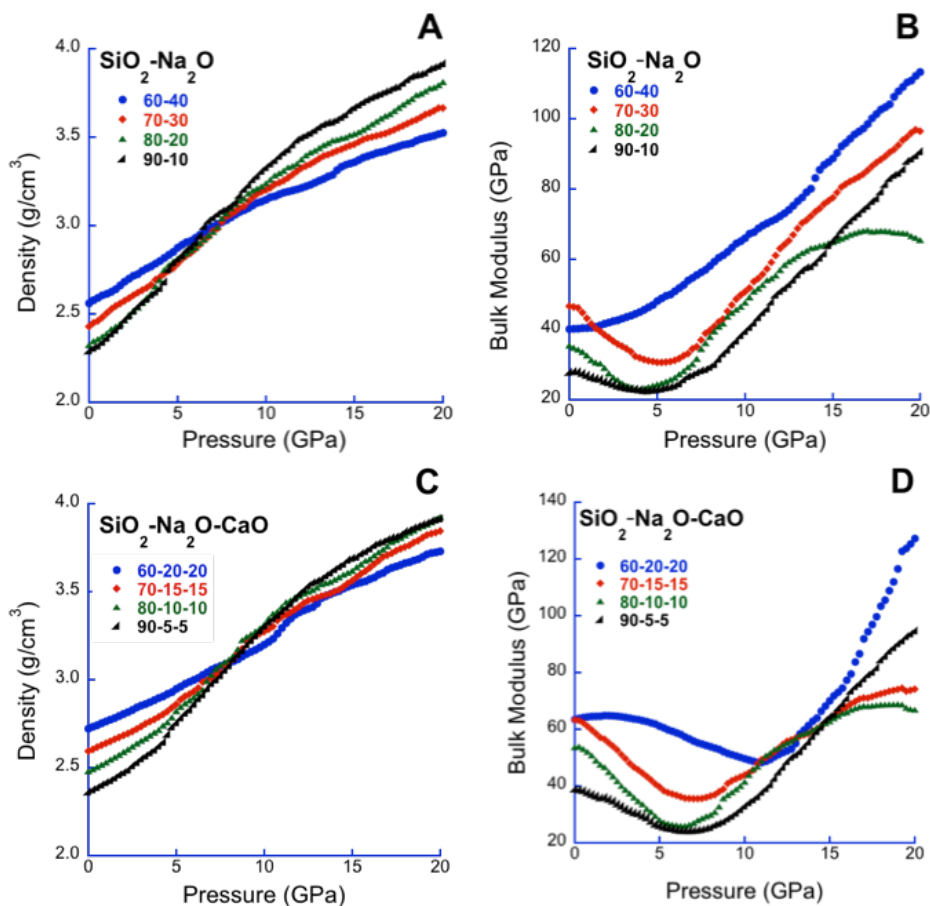 A
SiO2-Na2O
60-40
70-30
80-20
90-10
4.0
3.5
3.0
2.5
2.0
Density (g/cm3)
0 5 10 15 20
Pressure (GPa)
B
SiO2-Na2O
60-40
70-30
80-20
90-10
120
100
80
60
40
20
Bulk Modulus (GPa)
0 5 10 15 20
Pressure (GPa)
C
SiO2-Na2O-CaO
60-20-20
70-15-15
80-10-10
90-5-5
4.0
3.5
3.0
2.5
2.0
Density (g/cm3)
0 5 10 15 20
Pressure (GPa)
D
SiO2-Na2O-CaO
60-20-20
70-15-15
80-10-10
90-5-5
140
120
100
80
60
40
20
Bulk Modulus (GPa)
0 5 10 15 20
Pressure (GPa)